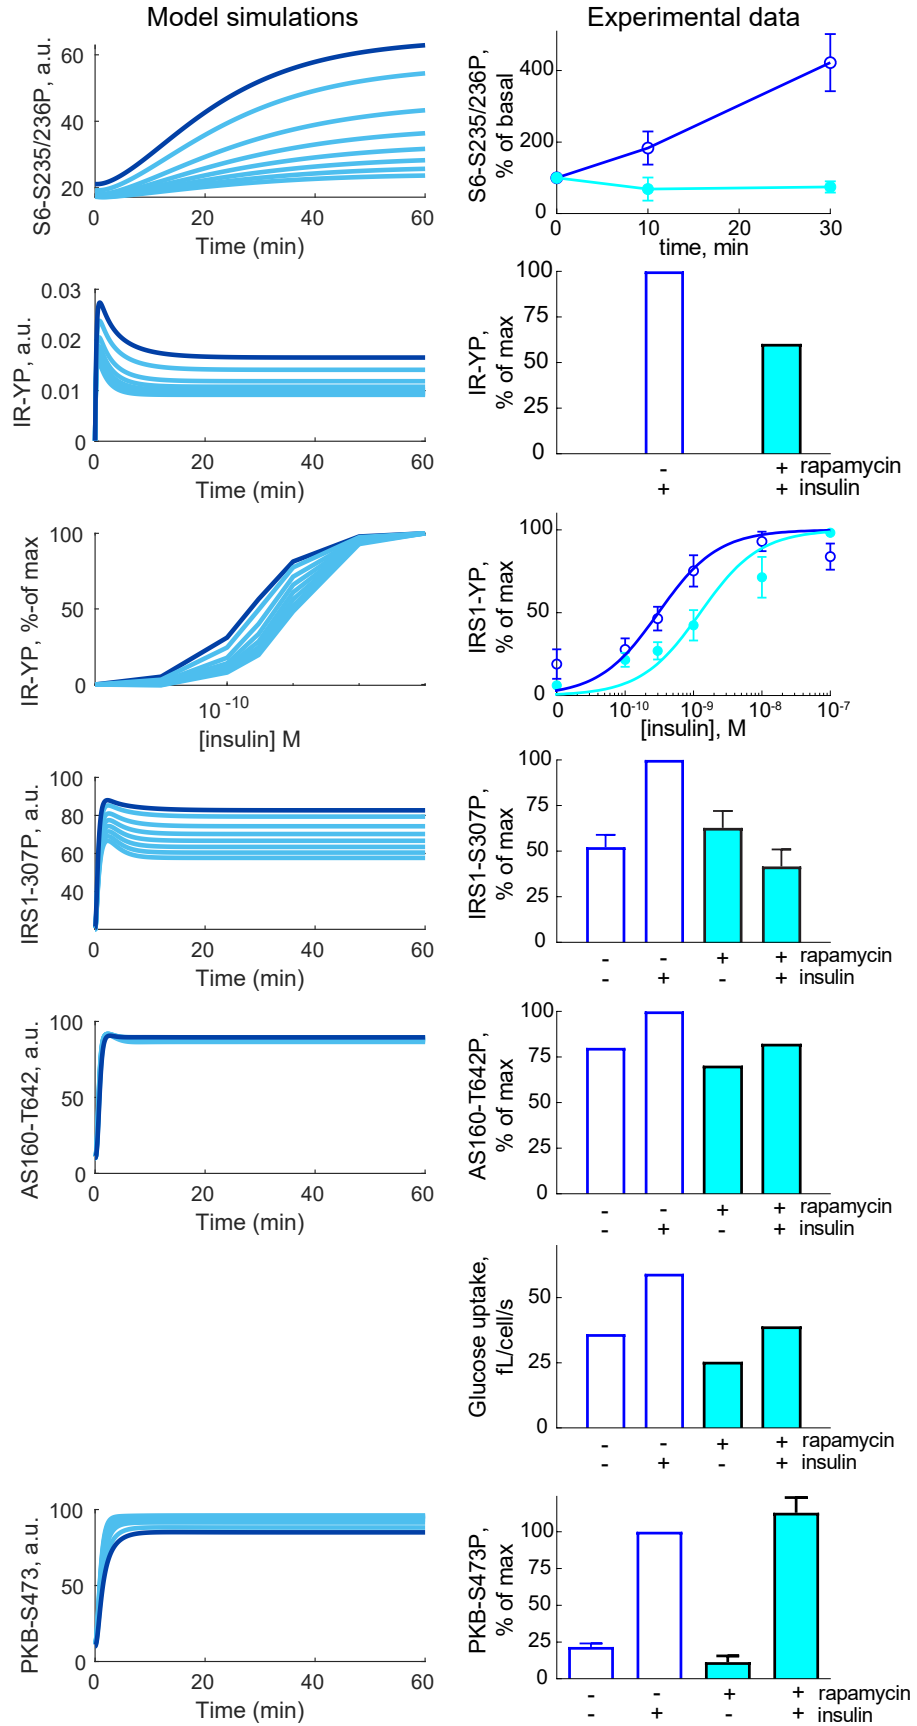 Model simulations
Experimental data
S6-S235/236P, a.u.
60
40
20
0 20 40 60
Time (min)
S6-S235/236P,
% of basal
400
200
0
0 10 20 30
time, min
IR-YP, a.u.
0.03
0.02
0.01
0
0 20 40 60
Time (min)
IR-YP,
% of max
100
75
50
25
0
- + rapamycin
+ + insulin
IR-YP, %-of max
100
50
0
10^-10
[insulin] M
IRS1-YP,
% of max
100
50
0
0 10^-10 10^-9 10^-8 10^-7
[insulin], M
IRS1-307P, a.u.
100
80
60
40
0 20 40 60
Time (min)
IRS1-S307P,
% of max
100
75
50
25
0
- - + + rapamycin
- + - + insulin
AS160-T642, a.u.
100
50
0
0 20 40 60
Time (min)
AS160-T642P,
% of max
100
75
50
25
0
- - + + rapamycin
- + - + insulin
Glucose uptake,
fL/cell/s
50
25
0
- - + + rapamycin
- + - + insulin
PKB-S473, a.u.
100
50
0
0 20 40 60
Time (min)
PKB-S473P,
% of max
100
75
50
25
0
- - + + rapamycin
- + - + insulin